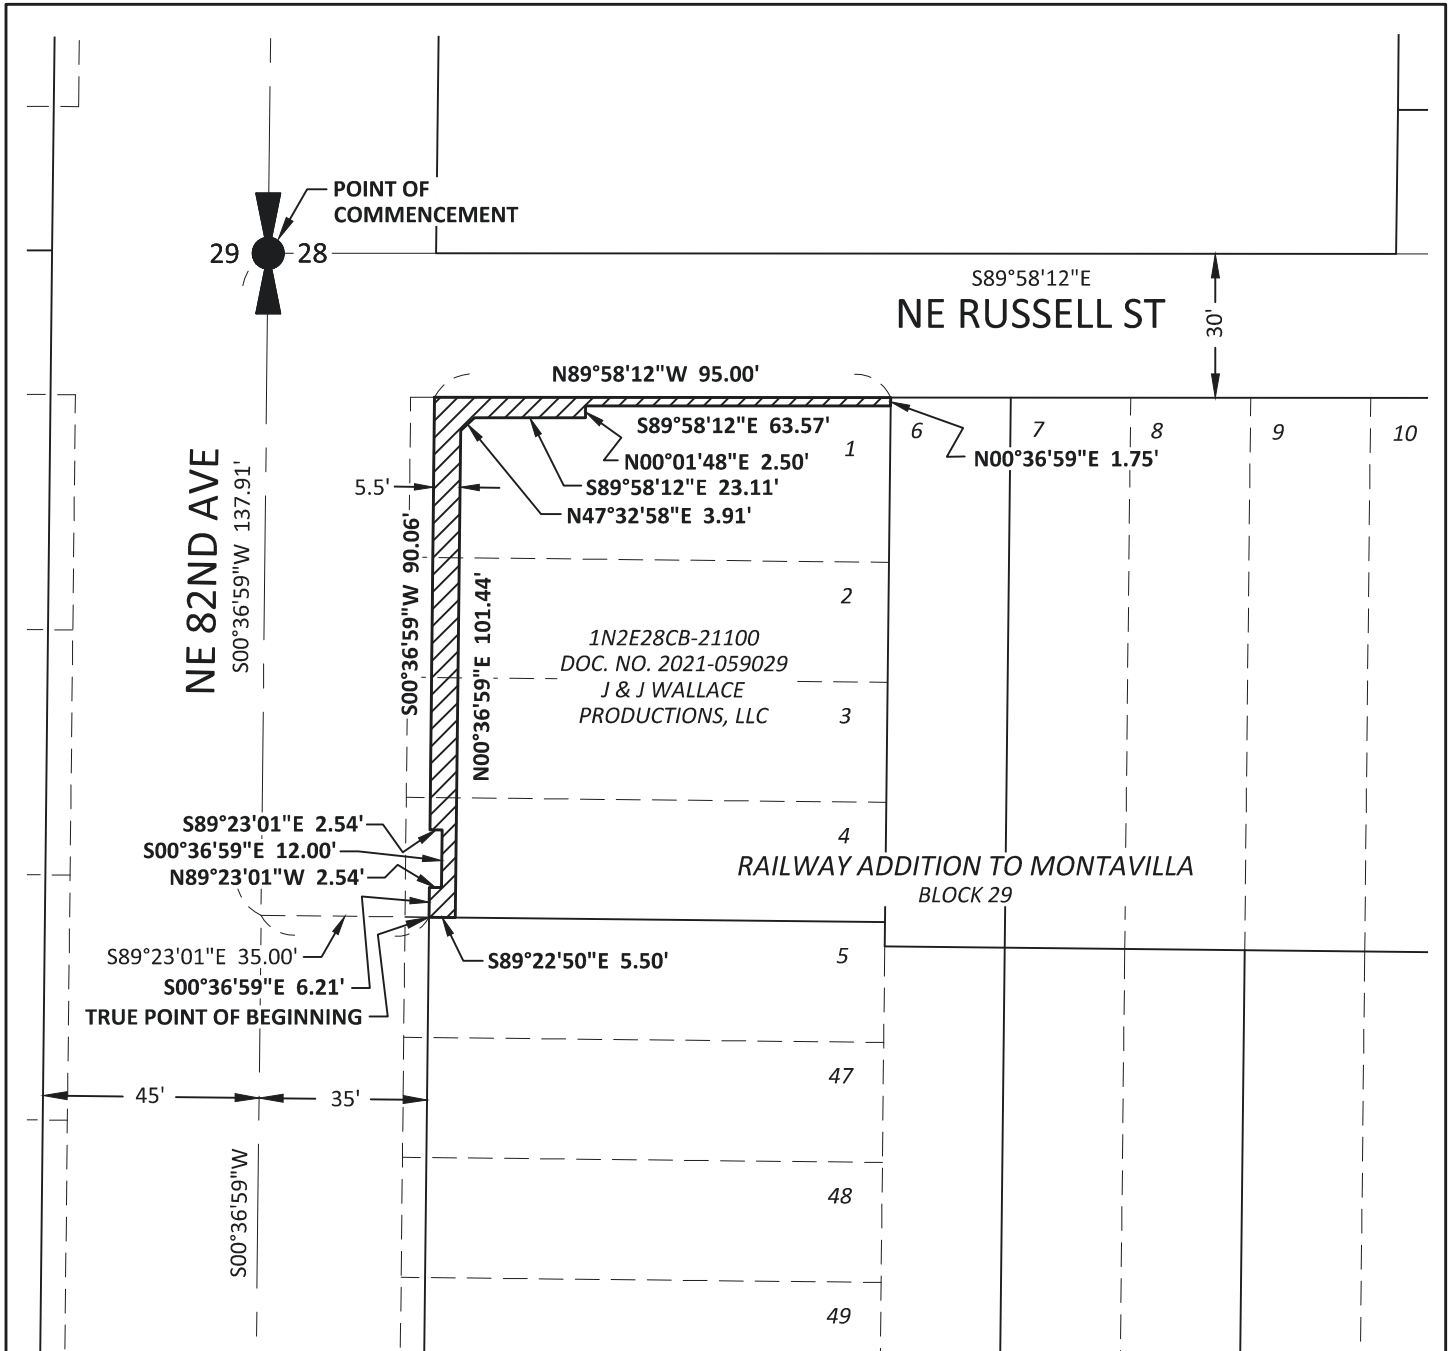 POINT OF
COMMENCEMENT
29
28
S89°58'12"E
NE RUSSELL ST
30'
N89°58'12"W 95.00'
S89°58'12"E 63.57'
N00°01'48"E 2.50'
S89°58'12"E 23.11'
N47°32'58"E 3.91'
N00°36'59"E 1.75'
1
6
7
8
9
10
5.5'
NE 82ND AVE
S00°36'59"W 137.91'
S00°36'59"W 90.06'
N00°36'59"E 101.44'
2
1N2E28CB-21100
DOC. NO. 2021-059029
J & J WALLACE
PRODUCTIONS, LLC
3
S89°23'01"E 2.54'
S00°36'59"E 12.00'
N89°23'01"W 2.54'
4
RAILWAY ADDITION TO MONTAVILLA
BLOCK 29
S89°23'01"E 35.00'
S00°36'59"E 6.21'
TRUE POINT OF BEGINNING
S89°22'50"E 5.50'
5
45'
35'
47
S00°36'59"W
48
49